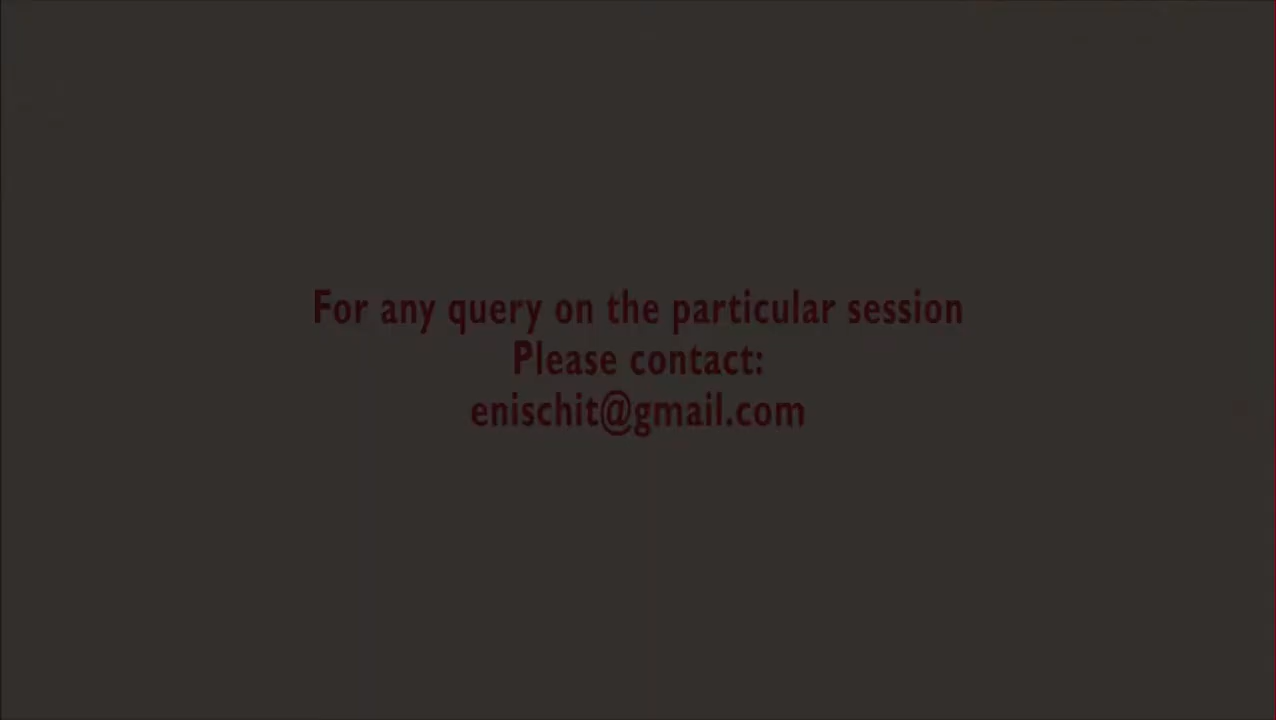 For any query on the particular session
Please contact:
enischit@gmail.com